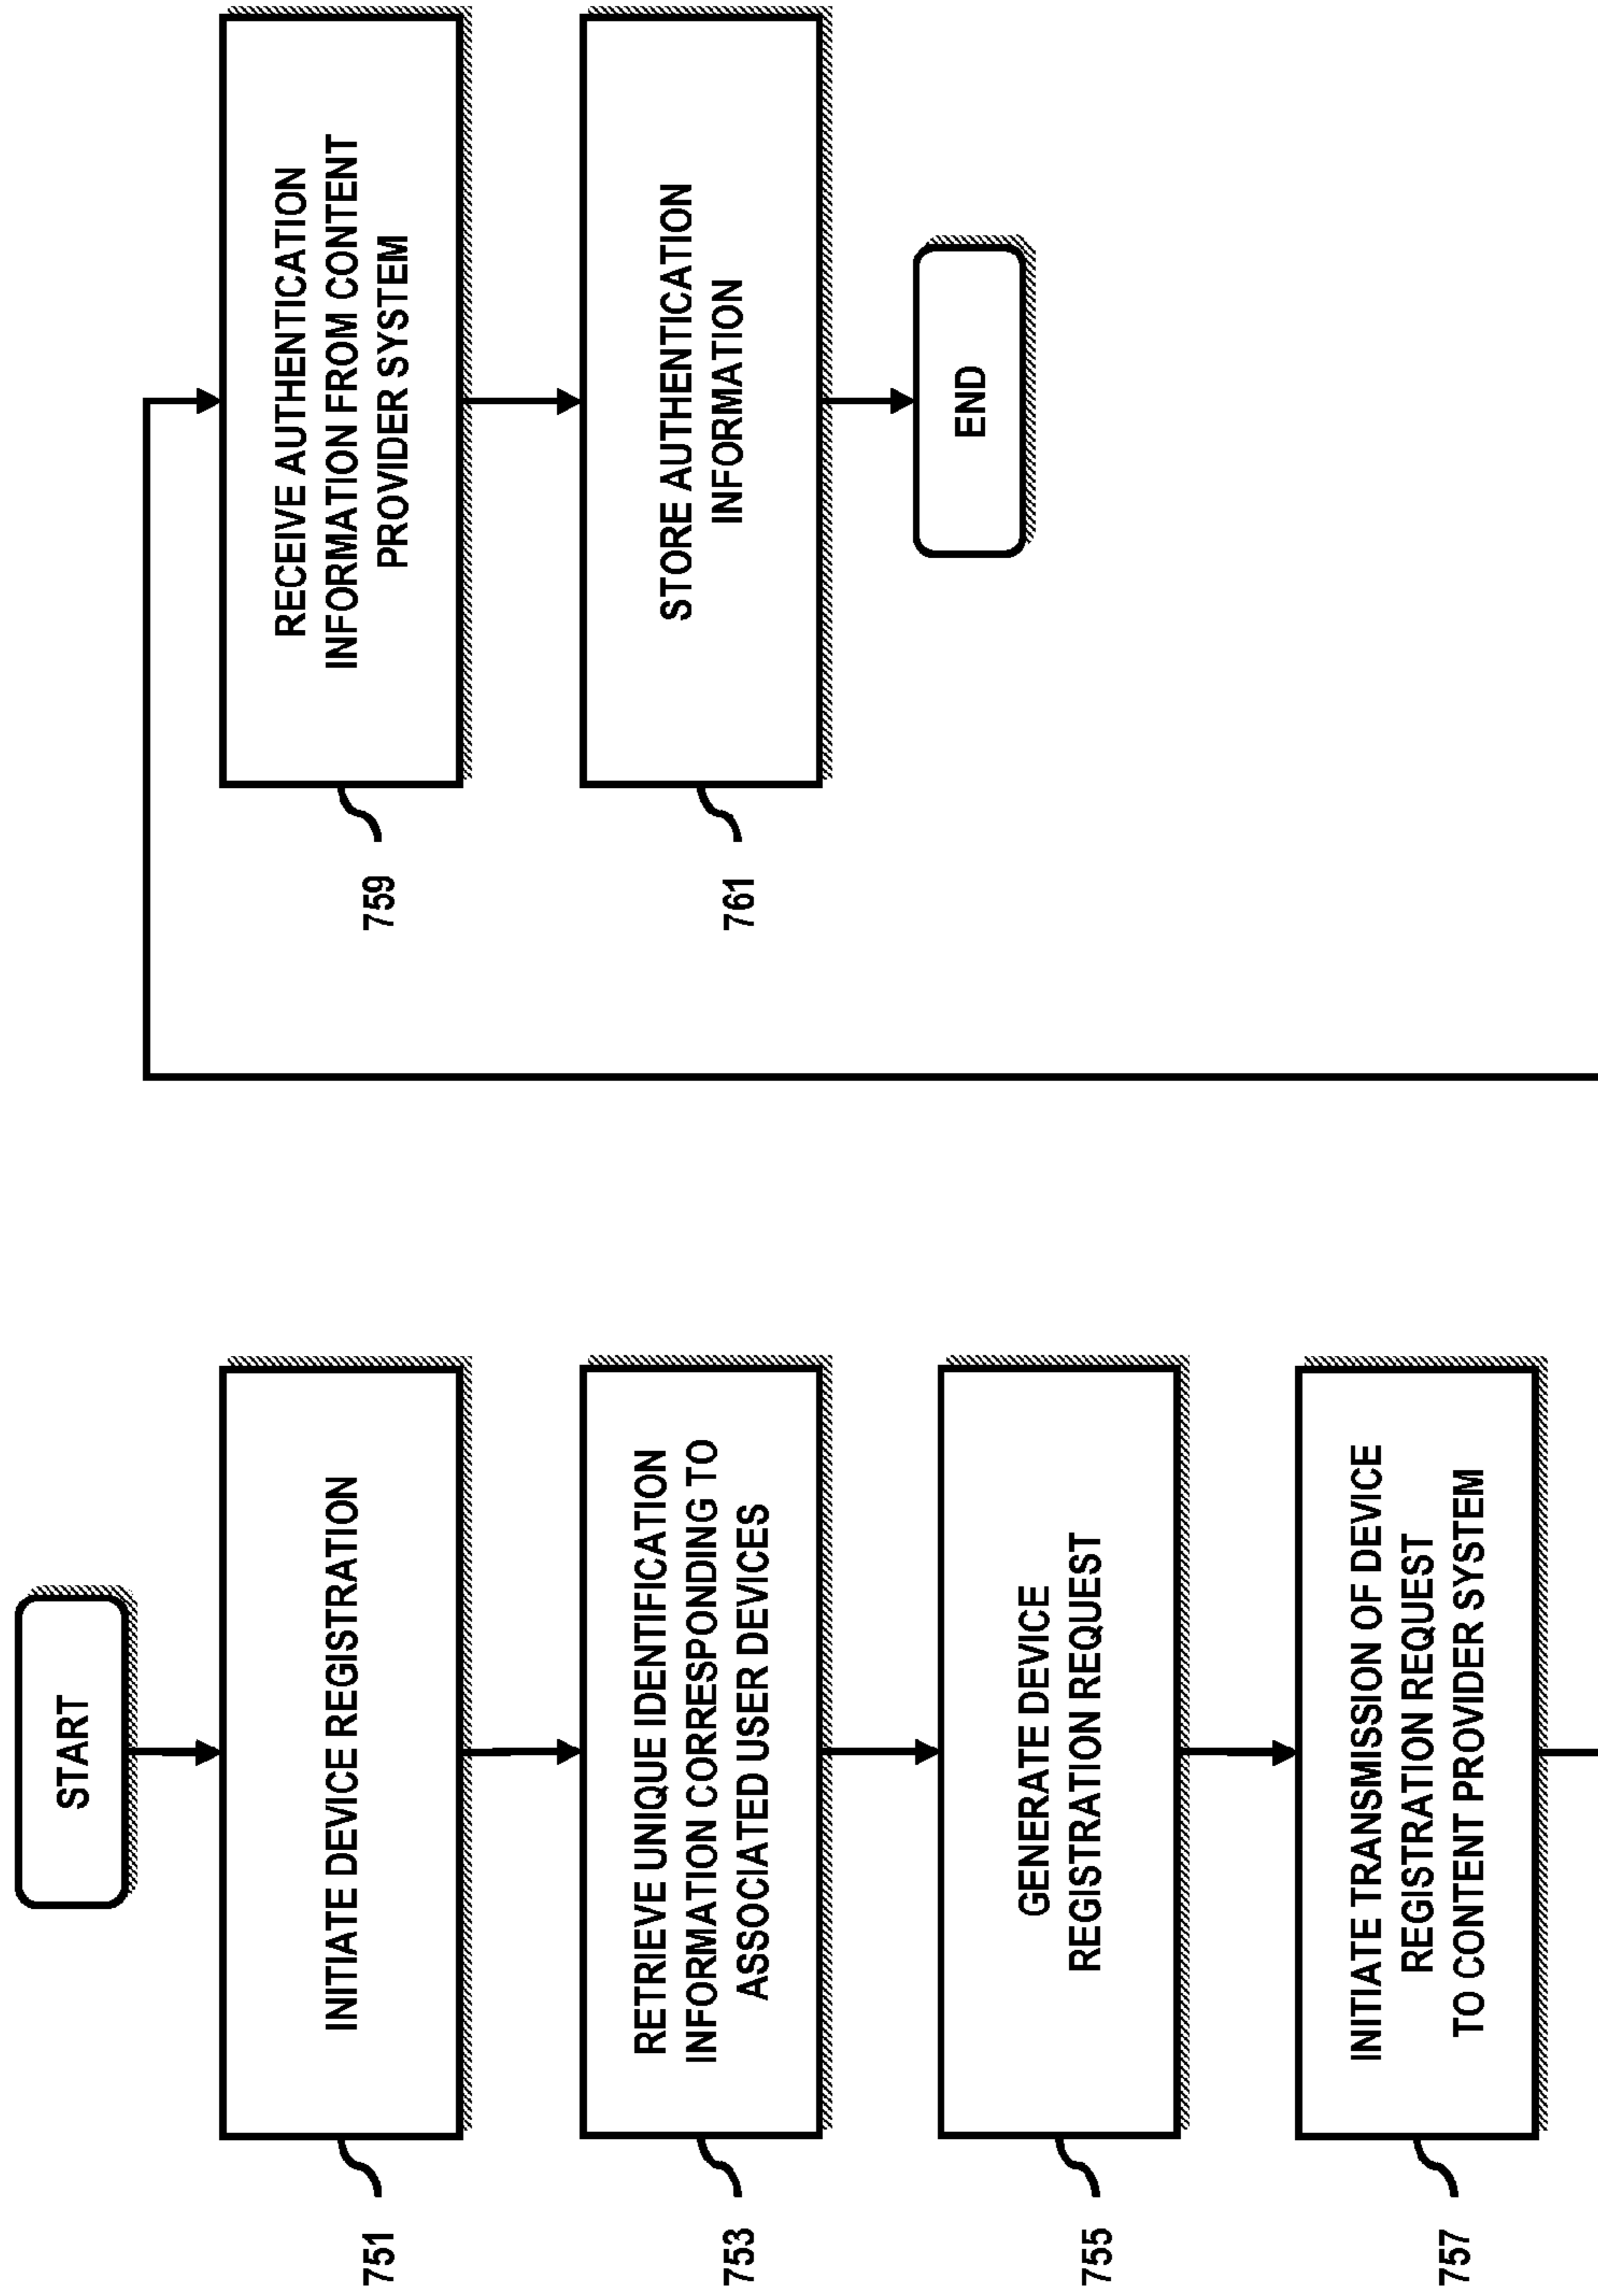 START
751
INITIATE DEVICE REGISTRATION
753
RETRIEVE UNIQUE IDENTIFICATION
INFORMATION CORRESPONDING TO
ASSOCIATED USER DEVICES
755
GENERATE DEVICE
REGISTRATION REQUEST
757
INITIATE TRANSMISSION OF DEVICE
REGISTRATION REQUEST
TO CONTENT PROVIDER SYSTEM
759
RECEIVE AUTHENTICATION
INFORMATION FROM CONTENT
PROVIDER SYSTEM
761
STORE AUTHENTICATION
INFORMATION
END